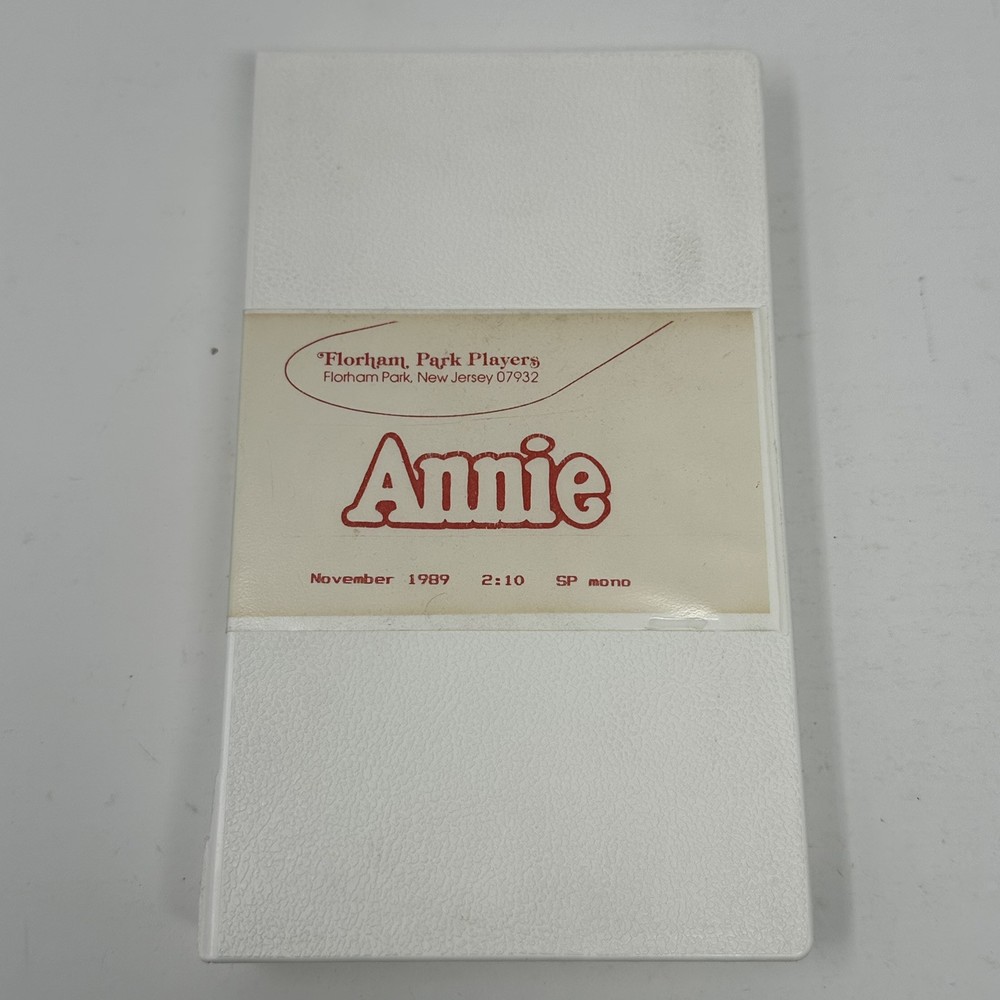 Florham Park Players
Florham Park, New Jersey 07932
Annie
November 1989 2:10 SP mono